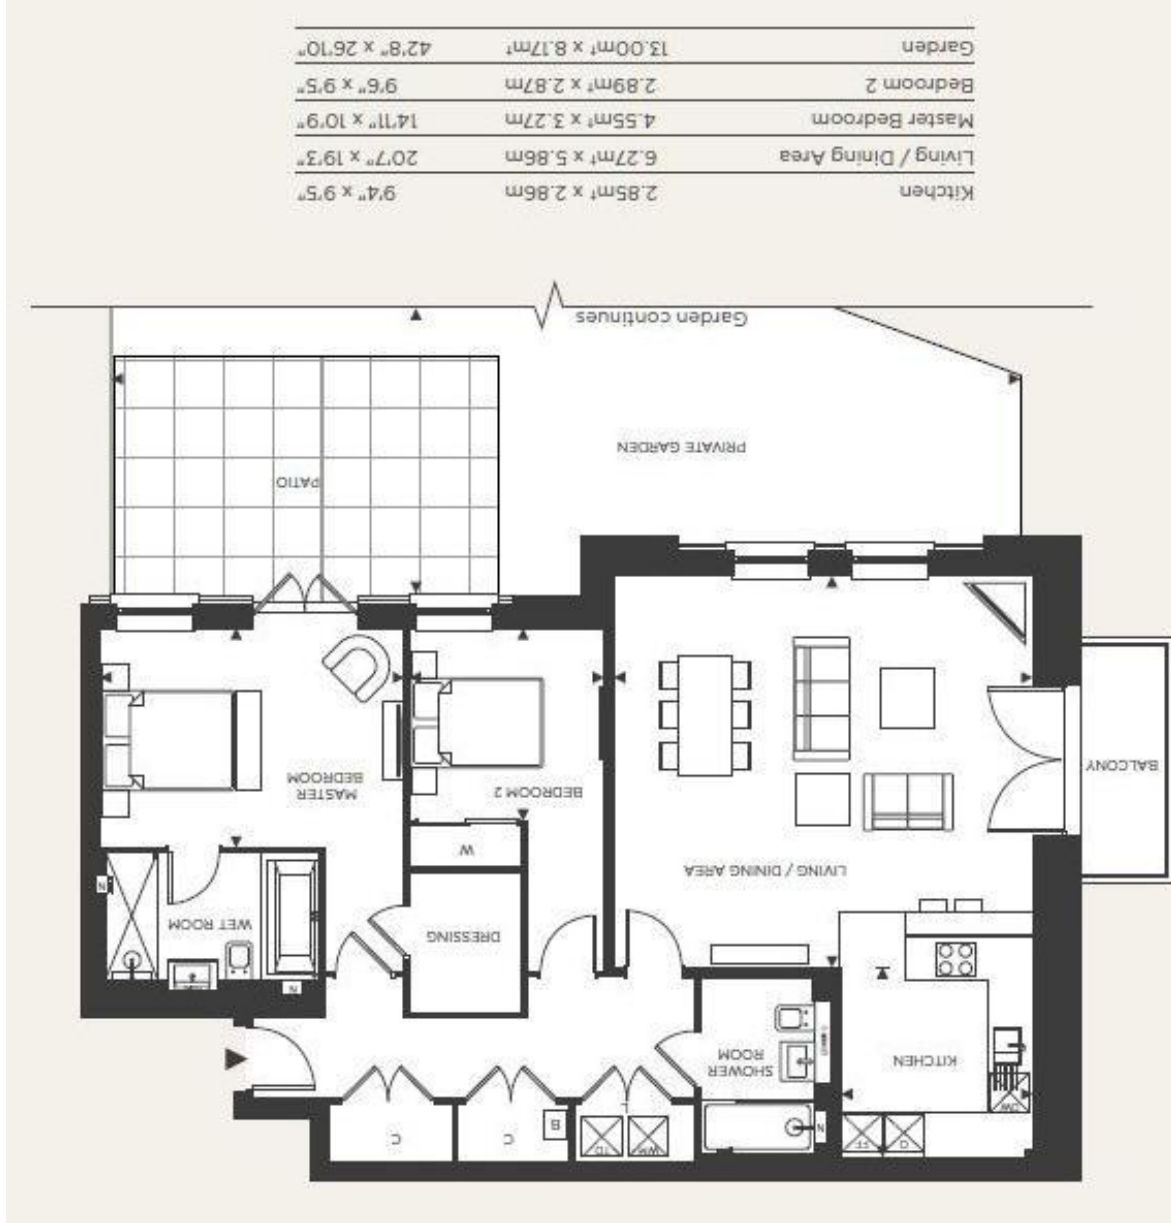 D
FF
WM
TD
C
C
N
B
DW
L
SHOWER
ROOM
KITCHEN
N
DRESSING
WET ROOM
N
LIVING / DINING AREA
W
BEDROOM 2
MASTER
BEDROOM
BALCONY
PATIO
PRIVATE GARDEN
Garden continues
Kitchen 2.85m† x 2.86m 9'4" x 9'5"
Living / Dining Area 6.27m† x 5.86m 20'7" x 19'3"
Master Bedroom 4.55m† x 3.27m 14'11" x 10'9"
Bedroom 2 2.89m† x 2.87m 9'6" x 9'5"
Garden 13.00m† x 8.17m† 42'8" x 26'10"